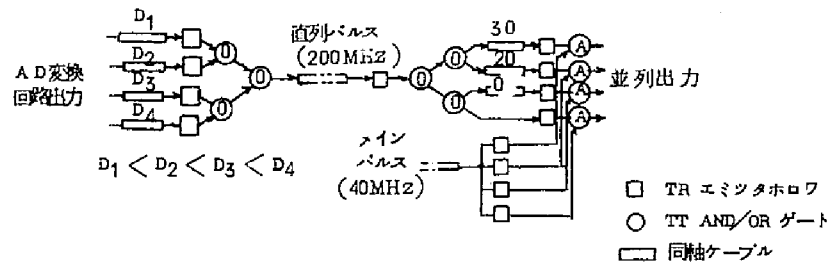 AD変換
回路出力
D1
D2
D3
D4
D1 < D2 < D3 < D4
O
O
O
直列パルス
(200MHz)
O
O
O
30
20
0
A
A
A
A
並列出力
メイン
パルス
(40MHz)
TR エミツタホロワ
TT AND/OR ゲート
同軸ケーブル